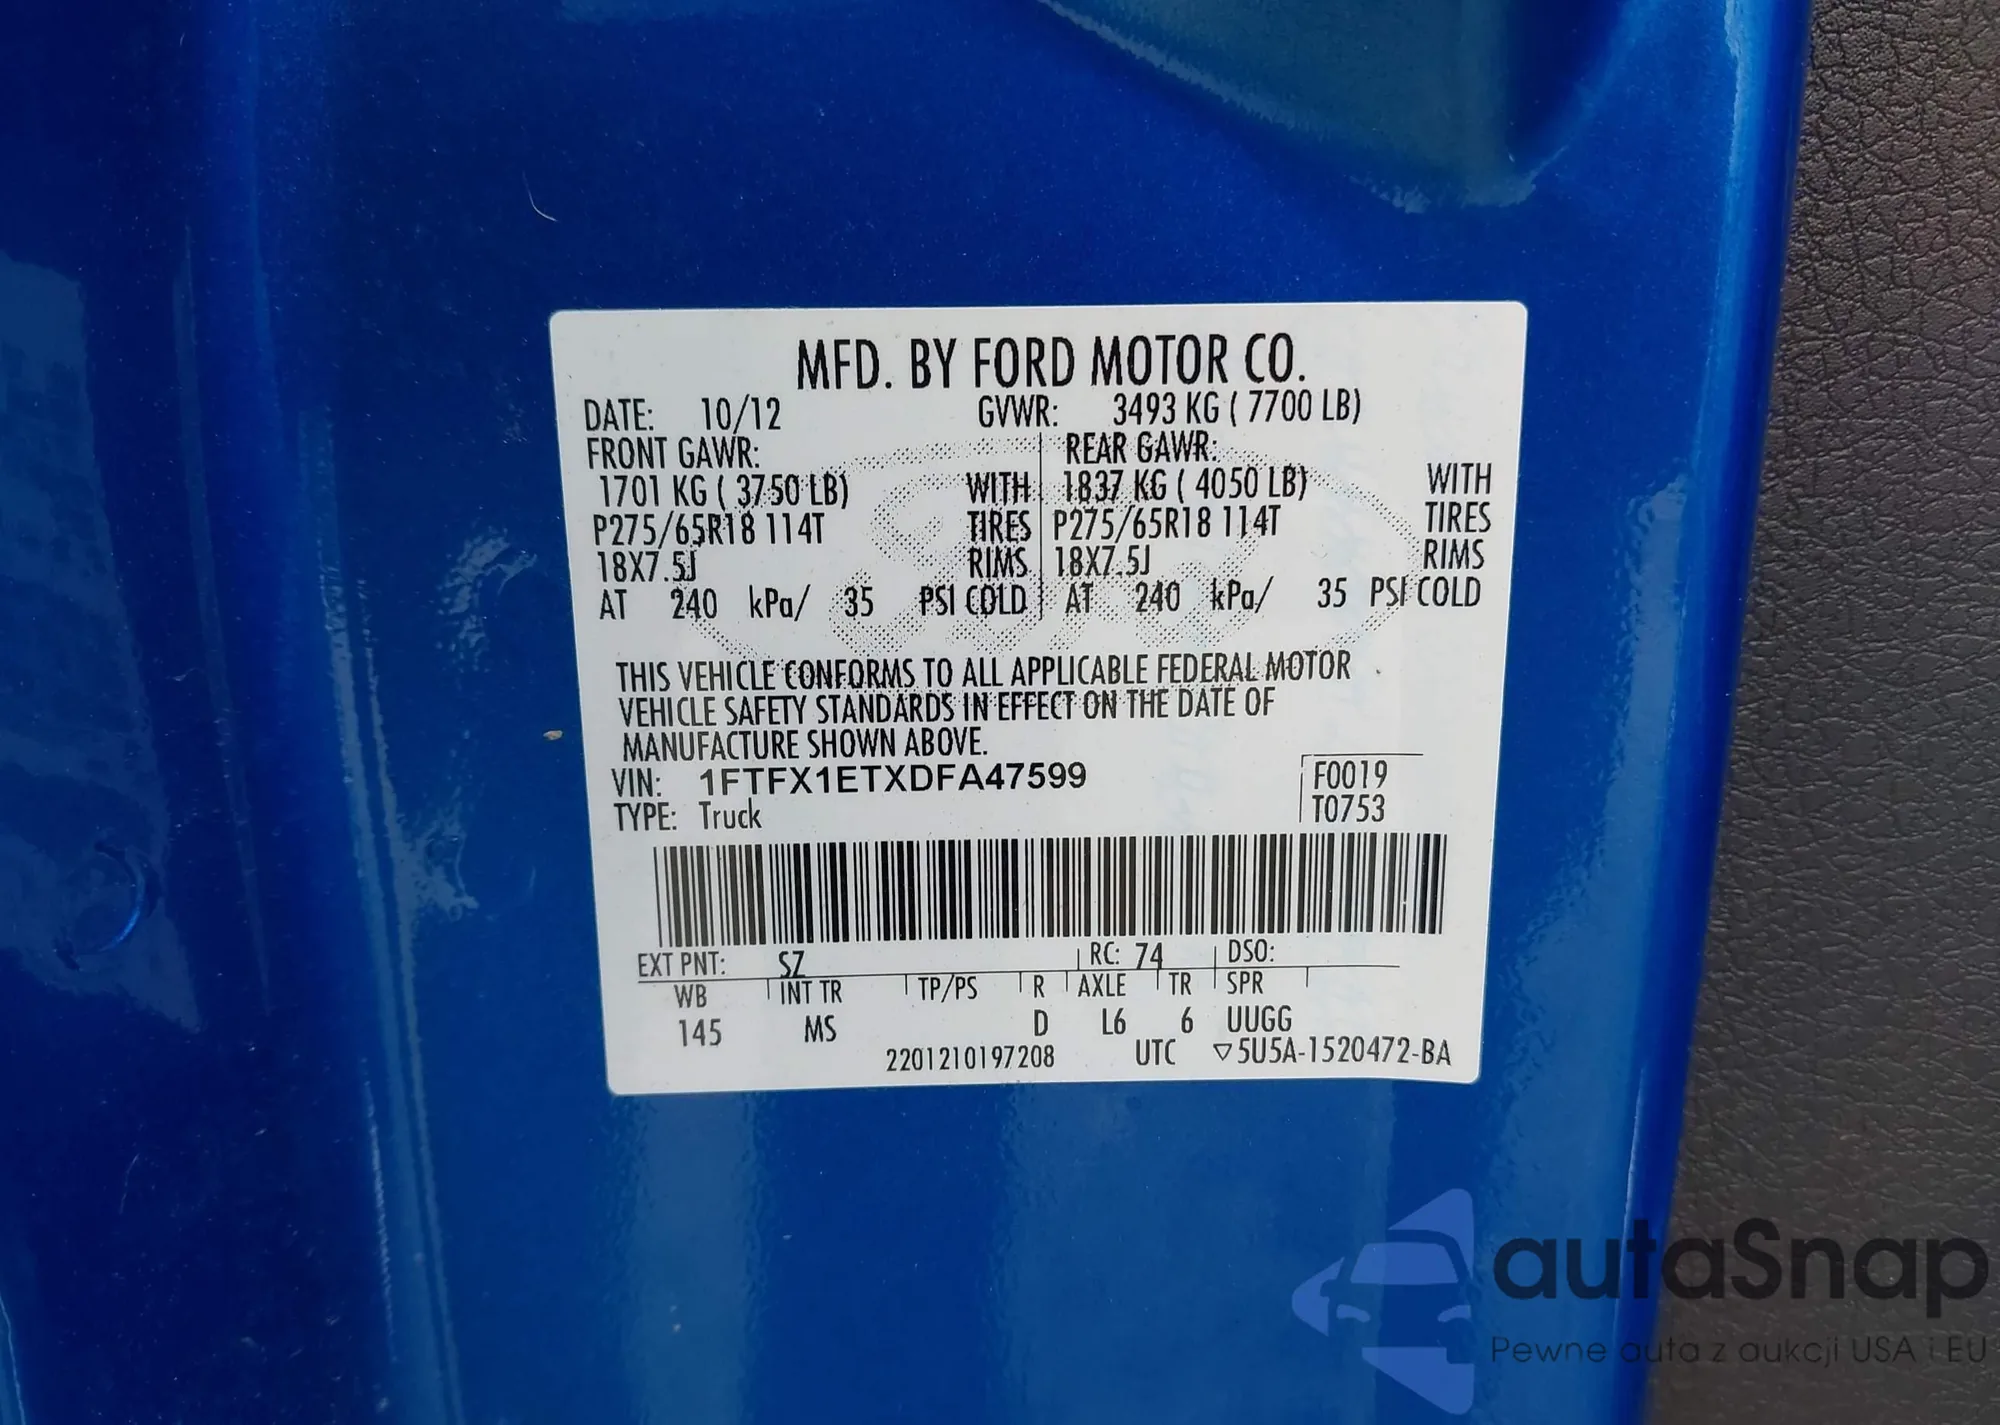 MFD. BY FORD MOTOR CO.
DATE: 10/12 GVWR: 3493 KG ( 7700 LB)
FRONT GAWR: REAR GAWR:
1701 KG ( 3750 LB) WITH 1837 KG ( 4050 LB) WITH
P275/65R18 114T TIRES P275/65R18 114T TIRES
18X7.5J RIMS 18X7.5J RIMS
AT 240 kPa/ 35 PSI COLD AT 240 kPa/ 35 PSI COLD
THIS VEHICLE CONFORMS TO ALL APPLICABLE FEDERAL MOTOR
VEHICLE SAFETY STANDARDS IN EFFECT ON THE DATE OF
MANUFACTURE SHOWN ABOVE.
VIN: 1FTFX1ETXDFA47599 F0019
TYPE: Truck T0753
EXT PNT: SZ RC: 74 DSO:
WB INT TR TP/PS R AXLE TR SPR
145 MS D L6 6 UUGG
2201210197208 UTC ▽5U5A-1520472-BA
autaSnap
Pewne auta z aukcji USA i EU